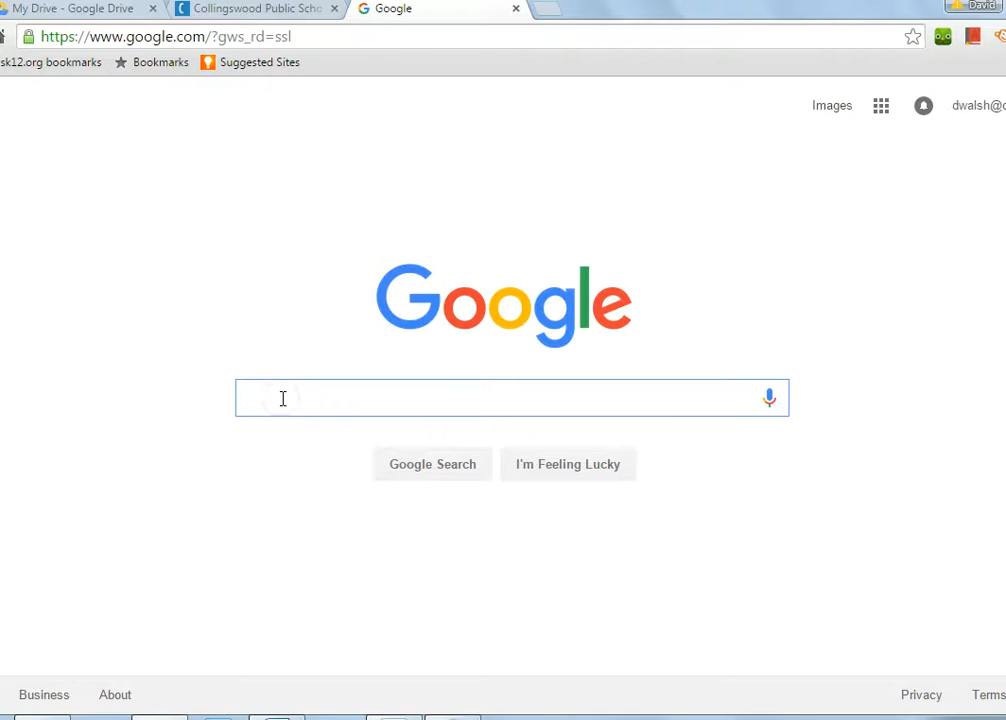 David
My Drive - Google Drive × Collingswood Public Scho × Google ×
https://www.google.com/?gws_rd=ssl
sk12.org bookmarks Bookmarks Suggested Sites
Images dwalsh@c
Google
Google Search I'm Feeling Lucky
Business About Privacy Terms